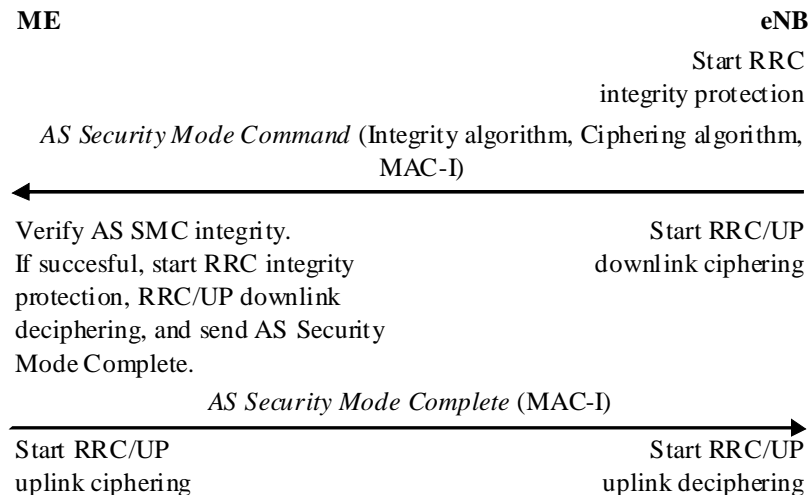 ME eNB
Start RRC
integrity protection
AS Security Mode Command (Integrity algorithm, Ciphering algorithm,
MAC-I)
Verify AS SMC integrity.
If succesful, start RRC integrity
protection, RRC/UP downlink
deciphering, and send AS Security
Mode Complete.
Start RRC/UP
downlink ciphering
AS Security Mode Complete (MAC-I)
Start RRC/UP
uplink ciphering
Start RRC/UP
uplink deciphering